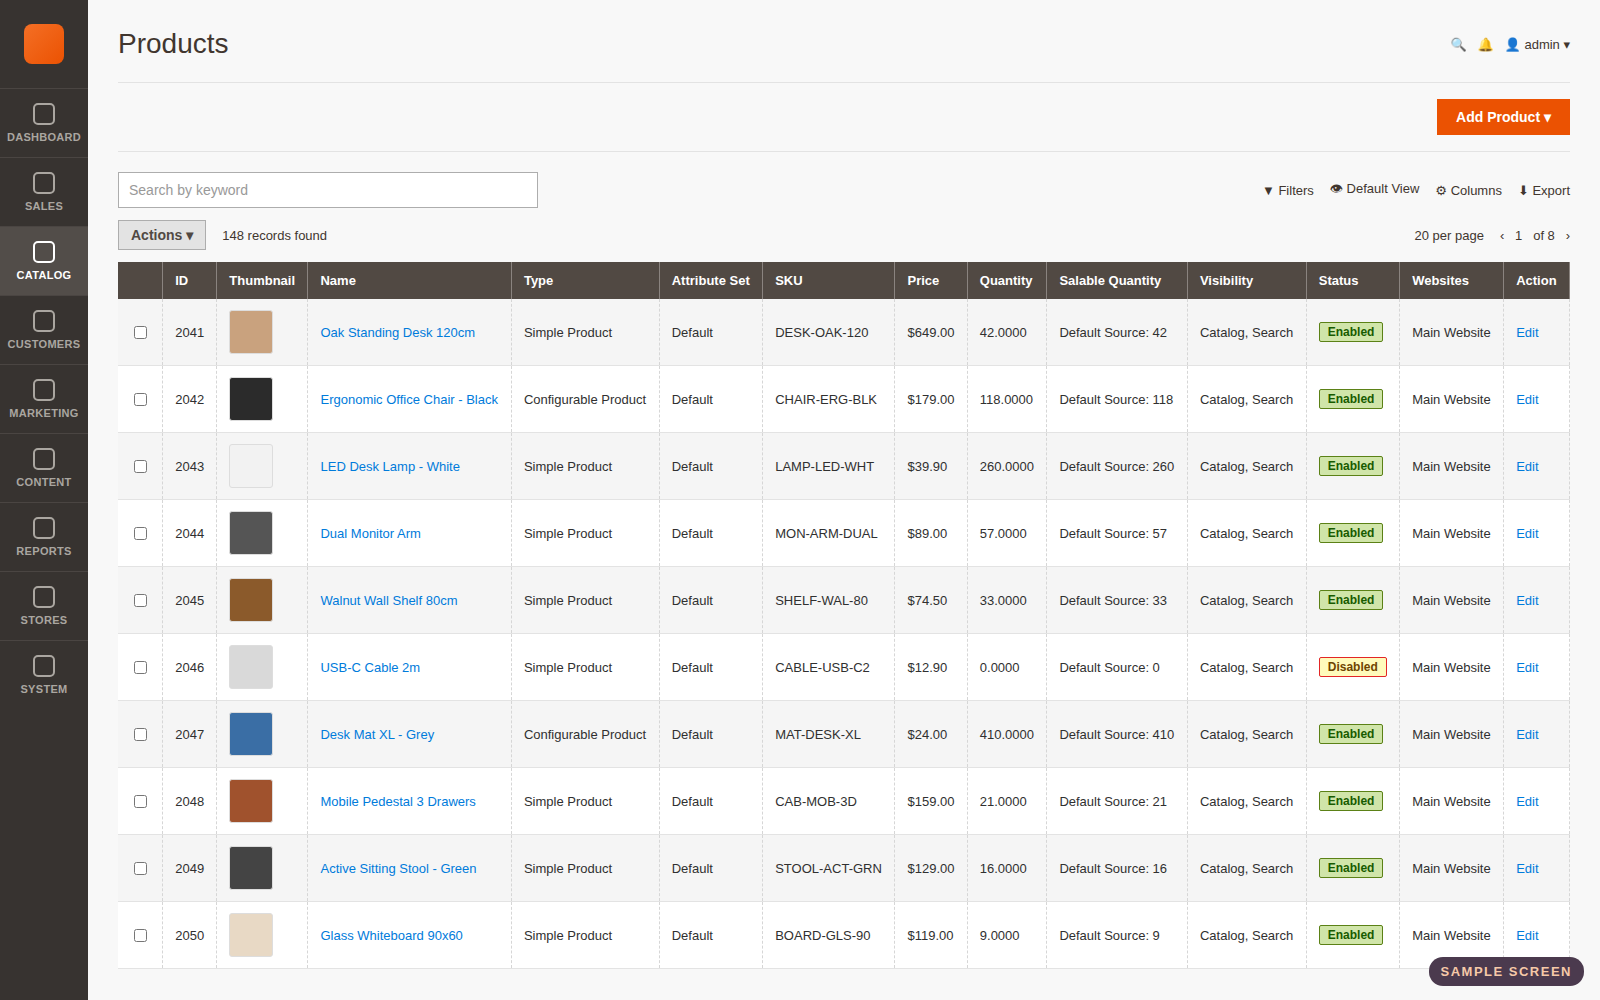 Products
🔍 🔔 👤 admin ▾
DASHBOARD
SALES
CATALOG
CUSTOMERS
MARKETING
CONTENT
REPORTS
STORES
SYSTEM
Add Product ▾
Search by keyword
▼ Filters 👁 Default View ⚙ Columns ⬇ Export
Actions ▾ 148 records found 20 per page ‹ 1 of 8 ›
ID Thumbnail Name Type Attribute Set SKU Price Quantity Salable Quantity Visibility Status Websites Action
2041 Oak Standing Desk 120cm Simple Product Default DESK-OAK-120 $649.00 42.0000 Default Source: 42 Catalog, Search Enabled Main Website Edit
2042 Ergonomic Office Chair - Black Configurable Product Default CHAIR-ERG-BLK $179.00 118.0000 Default Source: 118 Catalog, Search Enabled Main Website Edit
2043 LED Desk Lamp - White Simple Product Default LAMP-LED-WHT $39.90 260.0000 Default Source: 260 Catalog, Search Enabled Main Website Edit
2044 Dual Monitor Arm Simple Product Default MON-ARM-DUAL $89.00 57.0000 Default Source: 57 Catalog, Search Enabled Main Website Edit
2045 Walnut Wall Shelf 80cm Simple Product Default SHELF-WAL-80 $74.50 33.0000 Default Source: 33 Catalog, Search Enabled Main Website Edit
2046 USB-C Cable 2m Simple Product Default CABLE-USB-C2 $12.90 0.0000 Default Source: 0 Catalog, Search Disabled Main Website Edit
2047 Desk Mat XL - Grey Configurable Product Default MAT-DESK-XL $24.00 410.0000 Default Source: 410 Catalog, Search Enabled Main Website Edit
2048 Mobile Pedestal 3 Drawers Simple Product Default CAB-MOB-3D $159.00 21.0000 Default Source: 21 Catalog, Search Enabled Main Website Edit
2049 Active Sitting Stool - Green Simple Product Default STOOL-ACT-GRN $129.00 16.0000 Default Source: 16 Catalog, Search Enabled Main Website Edit
2050 Glass Whiteboard 90x60 Simple Product Default BOARD-GLS-90 $119.00 9.0000 Default Source: 9 Catalog, Search Enabled Main Website Edit
SAMPLE SCREEN